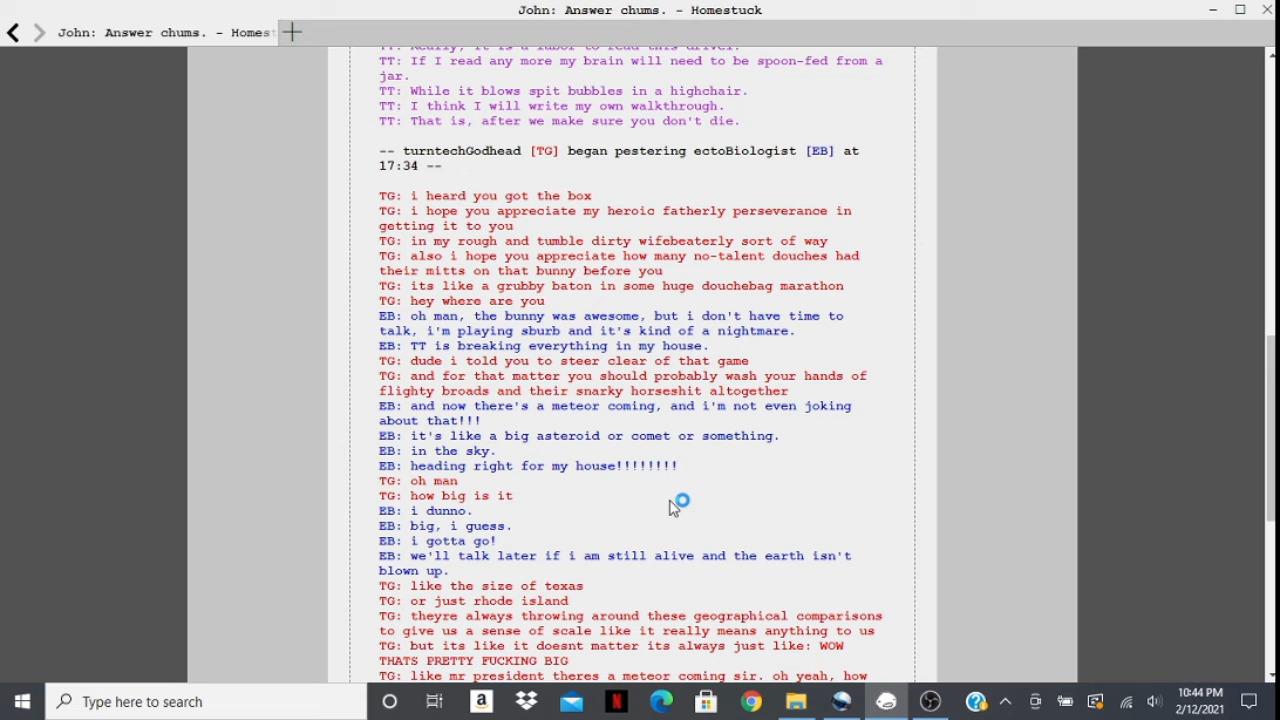 John: Answer chums. - Homestuck
John: Answer chums. - Homest
TT: Really, it is a labor to read this drivel.
TT: If I read any more my brain will need to be spoon-fed from a
jar.
TT: While it blows spit bubbles in a highchair.
TT: I think I will write my own walkthrough.
TT: That is, after we make sure you don't die.
-- turntechGodhead [TG] began pestering ectoBiologist [EB] at
17:34 --
TG: i heard you got the box
TG: i hope you appreciate my heroic fatherly perseverance in
getting it to you
TG: in my rough and tumble dirty wifebeaterly sort of way
TG: also i hope you appreciate how many no-talent douches had
their mitts on that bunny before you
TG: its like a grubby baton in some huge douchebag marathon
TG: hey where are you
EB: oh man, the bunny was awesome, but i don't have time to
talk, i'm playing sburb and it's kind of a nightmare.
EB: TT is breaking everything in my house.
TG: dude i told you to steer clear of that game
TG: and for that matter you should probably wash your hands of
flighty broads and their snarky horseshit altogether
EB: and now there's a meteor coming, and i'm not even joking
about that!!!
EB: it's like a big asteroid or comet or something.
EB: in the sky.
EB: heading right for my house!!!!!!!!
TG: oh man
TG: how big is it
EB: i dunno.
EB: big, i guess.
EB: i gotta go!
EB: we'll talk later if i am still alive and the earth isn't
blown up.
TG: like the size of texas
TG: or just rhode island
TG: theyre always throwing around these geographical comparisons
to give us a sense of scale like it really means anything to us
TG: but its like it doesnt matter its always just like: WOW
THATS PRETTY FUCKING BIG
TG: like mr president theres a meteor coming sir. oh yeah, how
Type here to search
10:44 PM
2/12/2021